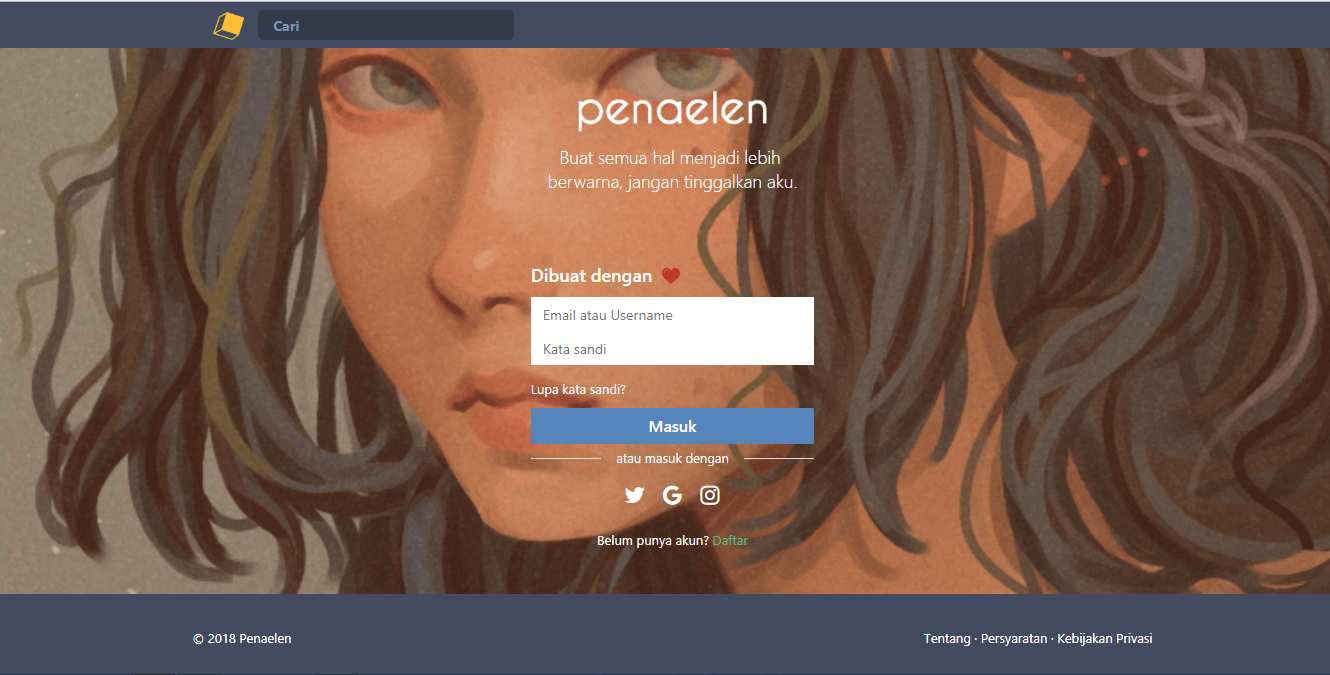 Cari
penaelen
Buat semua hal menjadi lebih
berwarna, jangan tinggalkan aku.
Dibuat dengan
Email atau Username
Kata sandi
Lupa kata sandi?
Masuk
atau masuk dengan
Belum punya akun? Daftar
© 2018 Penaelen
Tentang · Persyaratan · Kebijakan Privasi